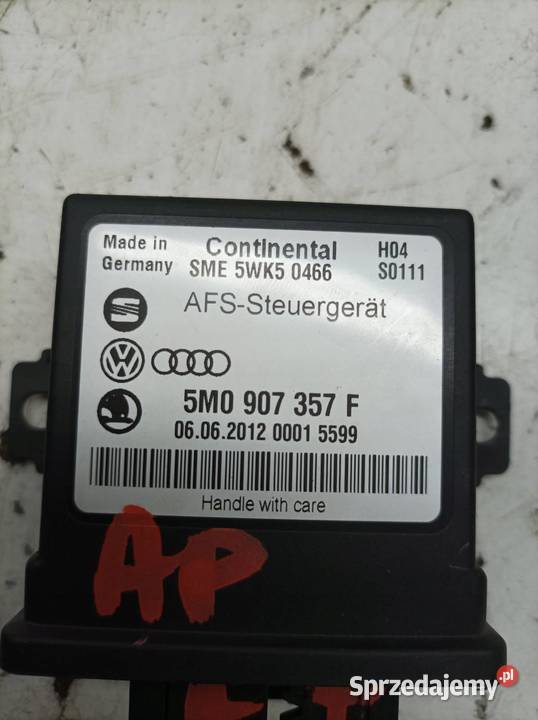 Made in Continental H04
Germany SME 5WK5 0466 S0111
AFS-Steuergerät
5M0 907 357 F
06.06.2012 0001 5599
Handle with care
AP
Sprzedajemy.pl